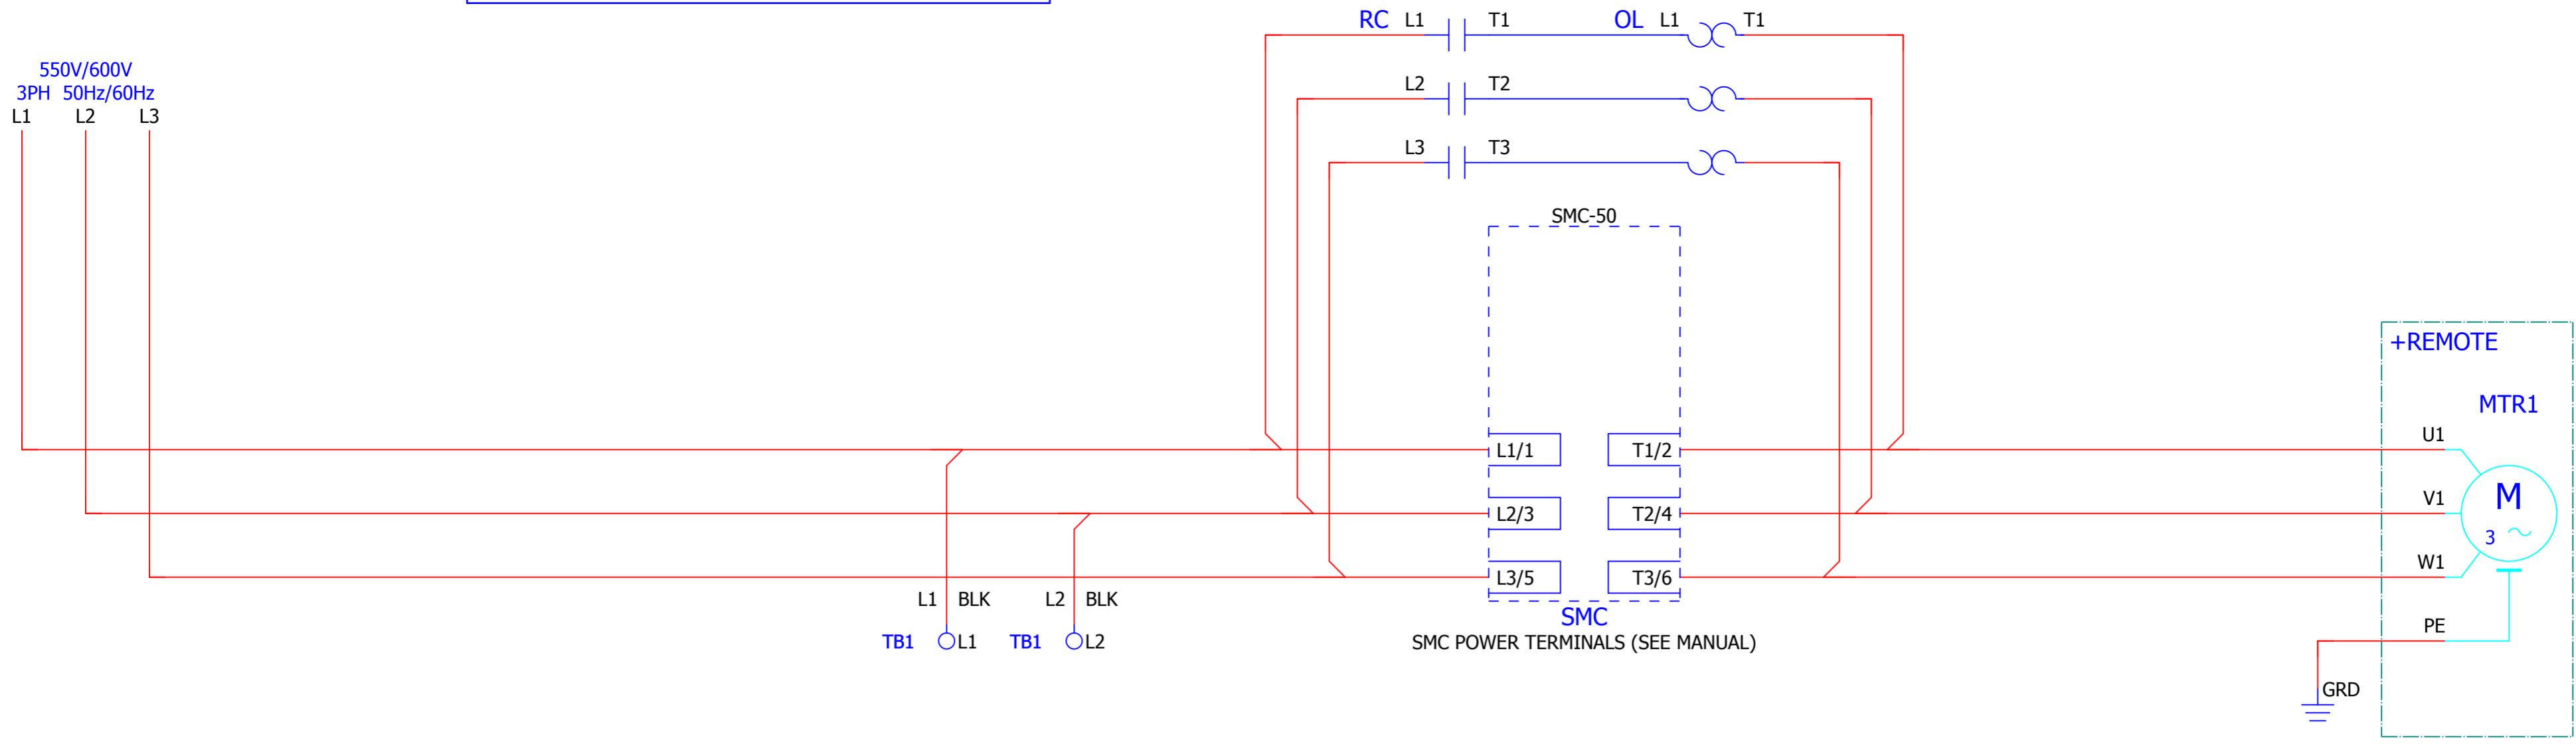 RC L1 T1 OL L1 T1
550V/600V
3PH 50Hz/60Hz
L1 L2 L3
L2 T2
L3 T3
SMC-50
+REMOTE
MTR1
L1/1 T1/2 U1
L2/3 T2/4 V1
M
3 ~
L3/5 T3/6 W1
L1 BLK L2 BLK
SMC
TB1 L1 TB1 L2
SMC POWER TERMINALS (SEE MANUAL)
PE
GRD